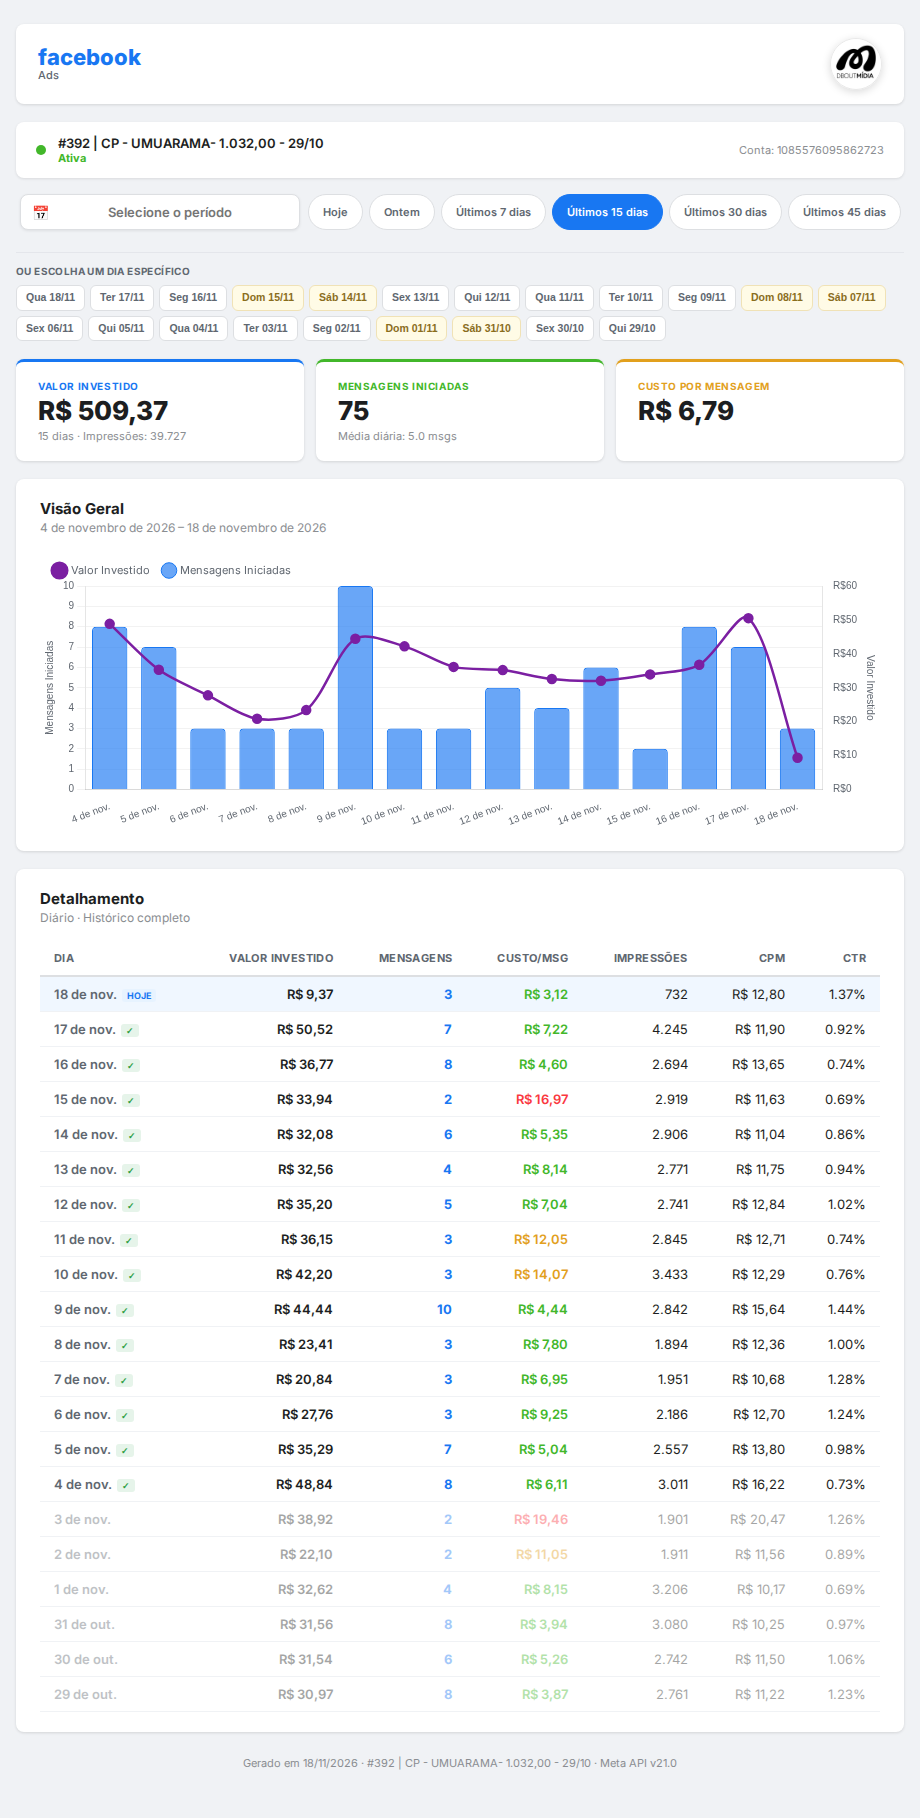 facebook
Ads
DBOUTMÍDIA
#392 | CP - UMUARAMA- 1.032,00 - 29/10
Ativa
Conta: 1085576095862723
Selecione o período
Hoje
Ontem
Últimos 7 dias
Últimos 15 dias
Últimos 30 dias
Últimos 45 dias
OU ESCOLHA UM DIA ESPECÍFICO
Qua 18/11 Ter 17/11 Seg 16/11 Dom 15/11 Sáb 14/11 Sex 13/11 Qui 12/11 Qua 11/11 Ter 10/11 Seg 09/11 Dom 08/11 Sáb 07/11
Sex 06/11 Qui 05/11 Qua 04/11 Ter 03/11 Seg 02/11 Dom 01/11 Sáb 31/10 Sex 30/10 Qui 29/10
VALOR INVESTIDO
R$ 509,37
15 dias · Impressões: 39.727
MENSAGENS INICIADAS
75
Média diária: 5.0 msgs
CUSTO POR MENSAGEM
R$ 6,79
Visão Geral
4 de novembro de 2026 – 18 de novembro de 2026
Valor Investido
Mensagens Iniciadas
10
9
8
7
6
5
4
3
2
1
0
Mensagens Iniciadas
R$60
R$50
R$40
R$30
R$20
R$10
R$0
Valor Investido
4 de nov. 5 de nov. 6 de nov. 7 de nov. 8 de nov. 9 de nov. 10 de nov. 11 de nov. 12 de nov. 13 de nov. 14 de nov. 15 de nov. 16 de nov. 17 de nov. 18 de nov.
Detalhamento
Diário · Histórico completo
DIA VALOR INVESTIDO MENSAGENS CUSTO/MSG IMPRESSÕES CPM CTR
18 de nov. HOJE R$ 9,37 3 R$ 3,12 732 R$ 12,80 1.37%
17 de nov. ✓ R$ 50,52 7 R$ 7,22 4.245 R$ 11,90 0.92%
16 de nov. ✓ R$ 36,77 8 R$ 4,60 2.694 R$ 13,65 0.74%
15 de nov. ✓ R$ 33,94 2 R$ 16,97 2.919 R$ 11,63 0.69%
14 de nov. ✓ R$ 32,08 6 R$ 5,35 2.906 R$ 11,04 0.86%
13 de nov. ✓ R$ 32,56 4 R$ 8,14 2.771 R$ 11,75 0.94%
12 de nov. ✓ R$ 35,20 5 R$ 7,04 2.741 R$ 12,84 1.02%
11 de nov. ✓ R$ 36,15 3 R$ 12,05 2.845 R$ 12,71 0.74%
10 de nov. ✓ R$ 42,20 3 R$ 14,07 3.433 R$ 12,29 0.76%
9 de nov. ✓ R$ 44,44 10 R$ 4,44 2.842 R$ 15,64 1.44%
8 de nov. ✓ R$ 23,41 3 R$ 7,80 1.894 R$ 12,36 1.00%
7 de nov. ✓ R$ 20,84 3 R$ 6,95 1.951 R$ 10,68 1.28%
6 de nov. ✓ R$ 27,76 3 R$ 9,25 2.186 R$ 12,70 1.24%
5 de nov. ✓ R$ 35,29 7 R$ 5,04 2.557 R$ 13,80 0.98%
4 de nov. ✓ R$ 48,84 8 R$ 6,11 3.011 R$ 16,22 0.73%
3 de nov. R$ 38,92 2 R$ 19,46 1.901 R$ 20,47 1.26%
2 de nov. R$ 22,10 2 R$ 11,05 1.911 R$ 11,56 0.89%
1 de nov. R$ 32,62 4 R$ 8,15 3.206 R$ 10,17 0.69%
31 de out. R$ 31,56 8 R$ 3,94 3.080 R$ 10,25 0.97%
30 de out. R$ 31,54 6 R$ 5,26 2.742 R$ 11,50 1.06%
29 de out. R$ 30,97 8 R$ 3,87 2.761 R$ 11,22 1.23%
Gerado em 18/11/2026 · #392 | CP - UMUARAMA- 1.032,00 - 29/10 · Meta API v21.0